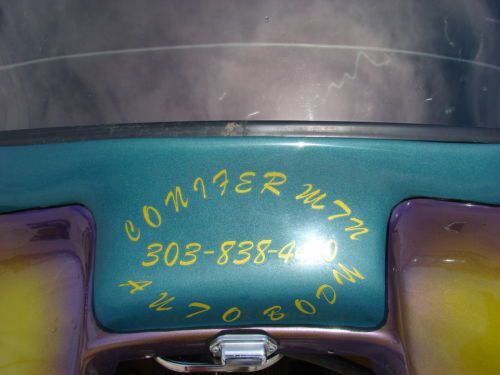 CONIFER MTN
AUTO BODY